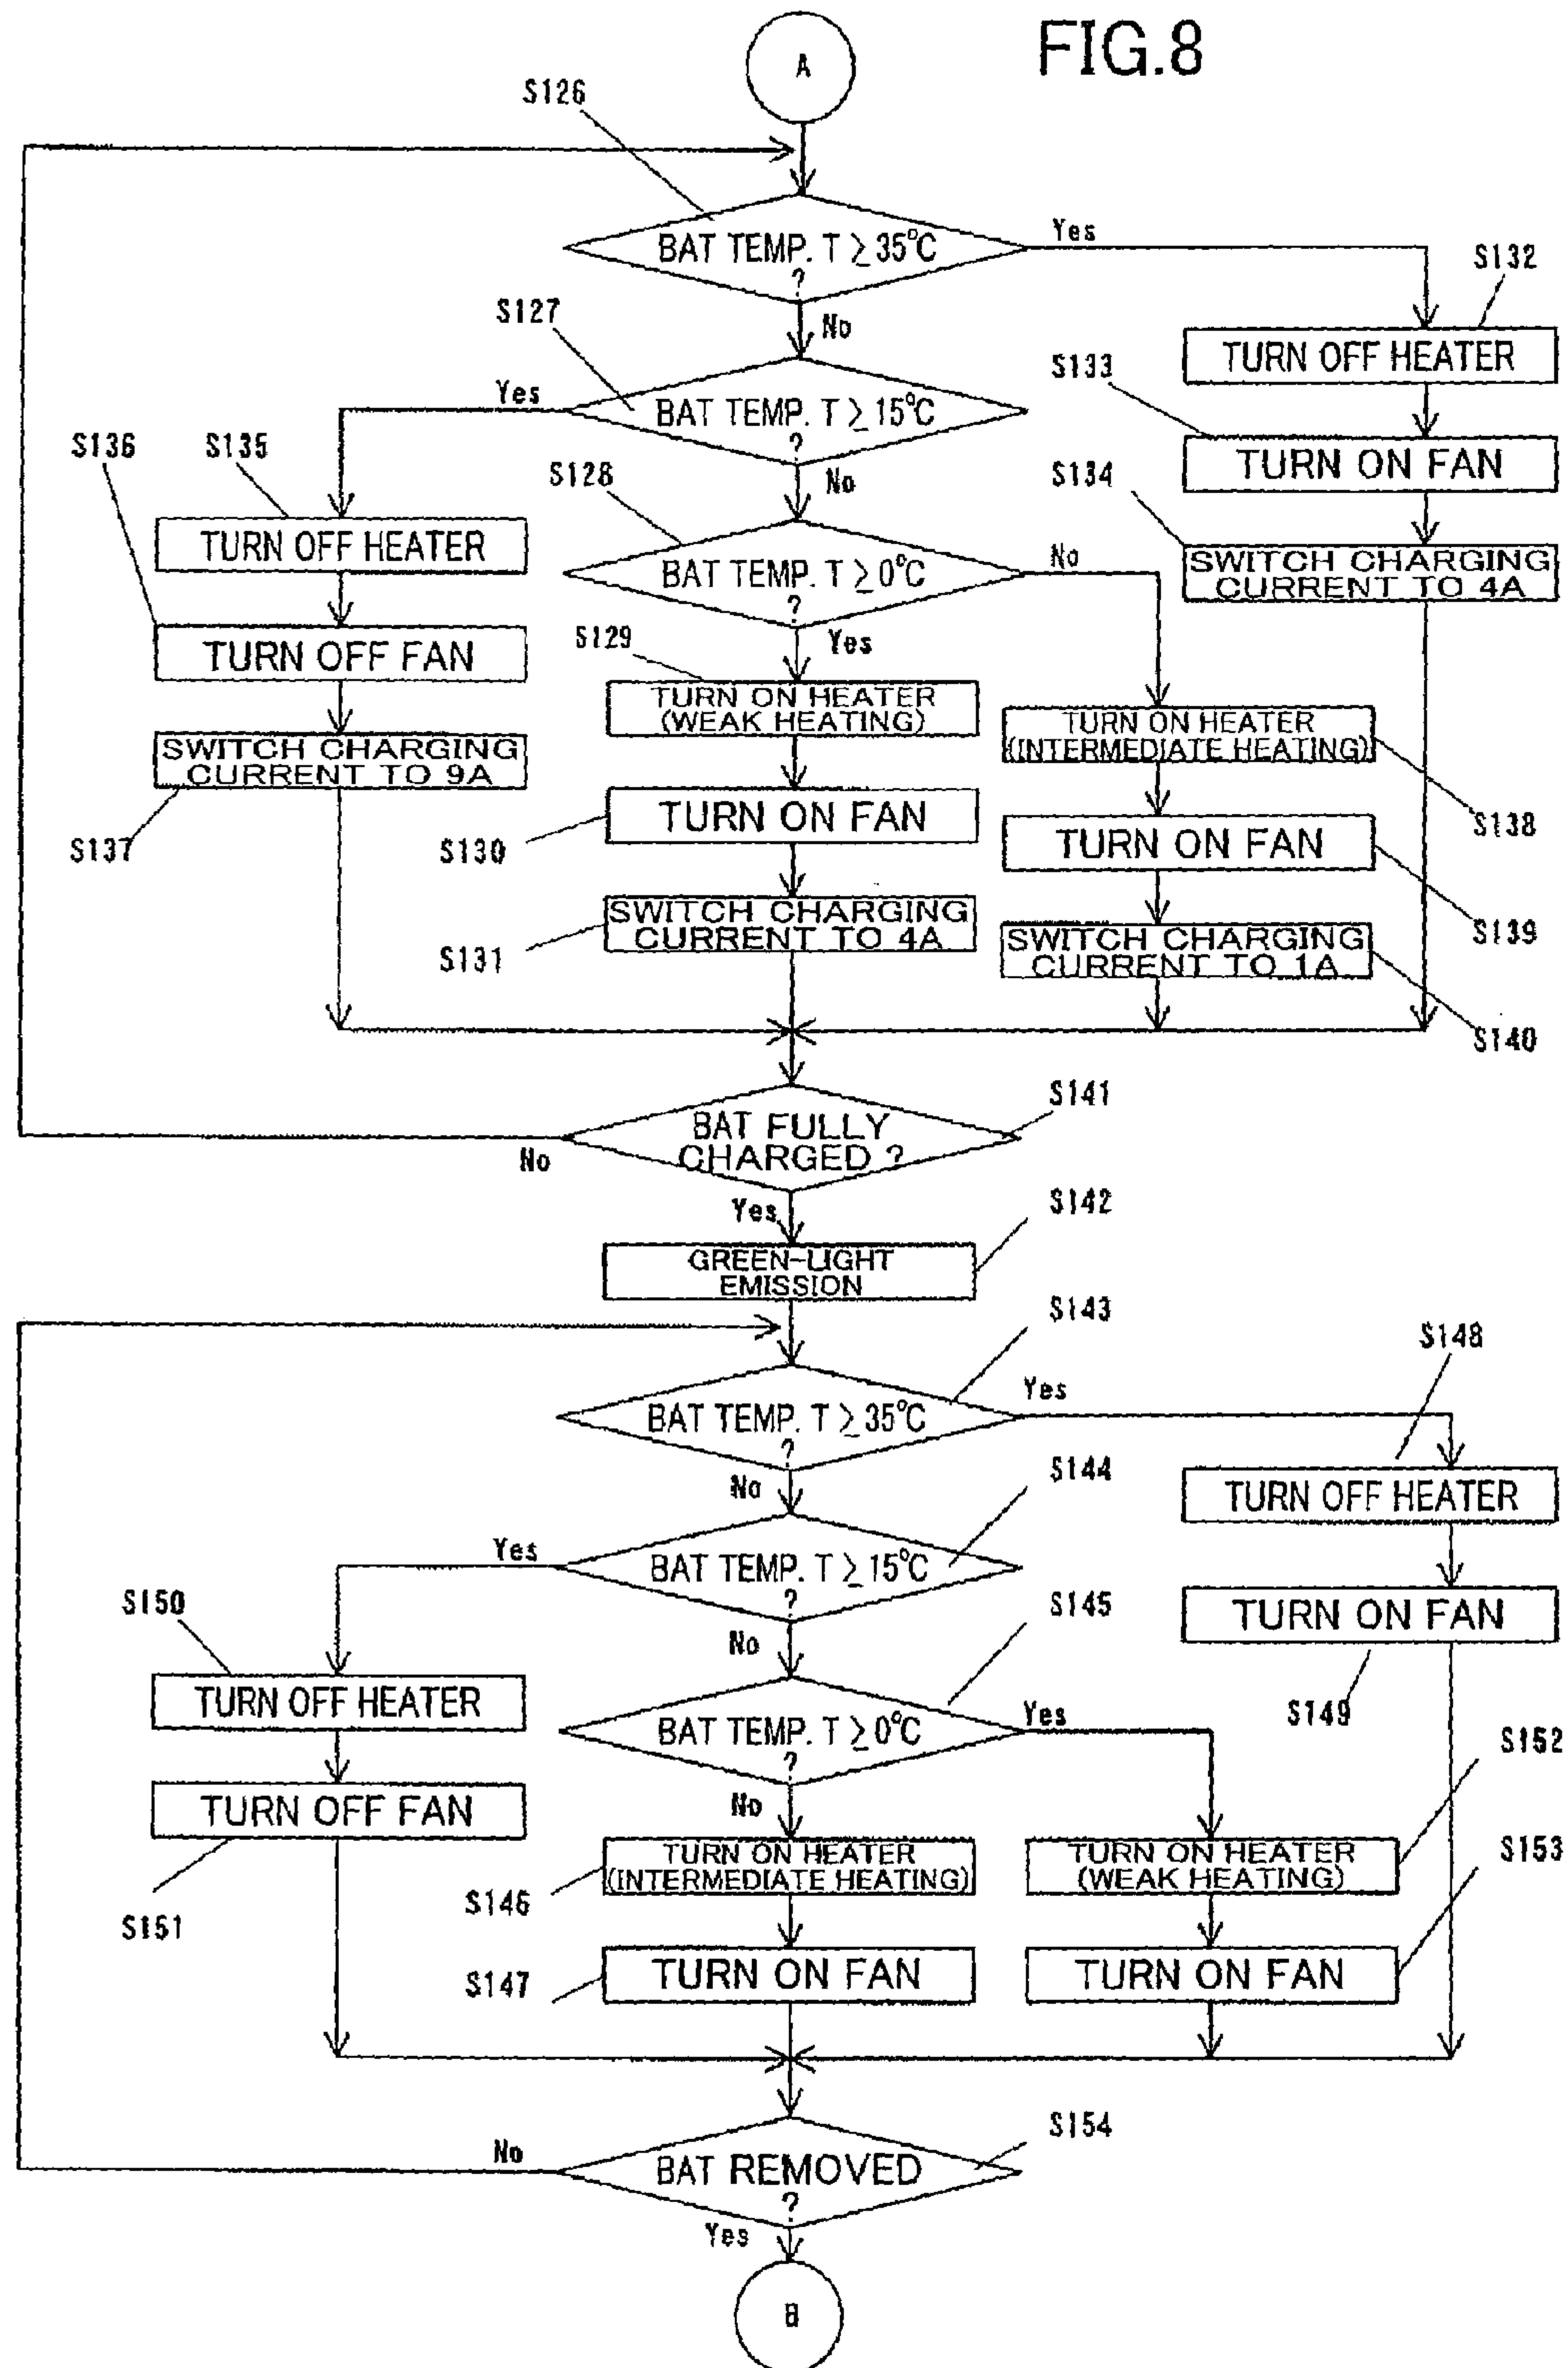 FIG.8
A
S126
BAT TEMP. T ≥ 35°C
?
Yes
No
S132
TURN OFF HEATER
S133
TURN ON FAN
S134
SWITCH CHARGING
CURRENT TO 4A
S127
BAT TEMP. T ≥ 15°C
?
Yes
No
S136
S135
TURN OFF HEATER
TURN OFF FAN
SWITCH CHARGING
CURRENT TO 9A
S137
S128
BAT TEMP. T ≥ 0°C
?
No
Yes
S129
TURN ON HEATER
(WEAK HEATING)
TURN ON FAN
S130
SWITCH CHARGING
CURRENT TO 4A
S131
TURN ON HEATER
(INTERMEDIATE HEATING)
S138
TURN ON FAN
S139
SWITCH CHARGING
CURRENT TO 1A
S140
S141
BAT FULLY
CHARGED ?
No
Yes
S142
GREEN-LIGHT
EMISSION
S143
BAT TEMP. T ≥ 35°C
?
Yes
No
S148
TURN OFF HEATER
TURN ON FAN
S149
S144
BAT TEMP. T ≥ 15°C
?
Yes
No
S150
TURN OFF HEATER
TURN OFF FAN
S151
S145
BAT TEMP. T ≥ 0°C
?
Yes
No
S152
TURN ON HEATER
(INTERMEDIATE HEATING)
S146
TURN ON FAN
S147
TURN ON HEATER
(WEAK HEATING)
S153
TURN ON FAN
S154
BAT REMOVED
?
No
Yes
B